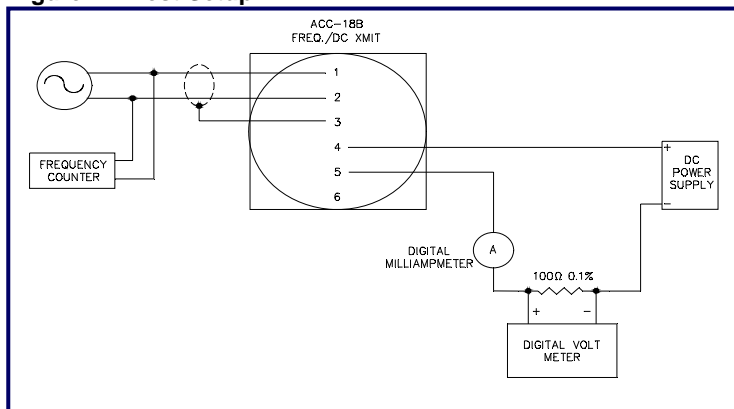 ACC-18B
FREQ./DC XMIT
1
2
3
4
5
6
FREQUENCY
COUNTER
+
DC
POWER
SUPPLY
−
DIGITAL
MILLIAMPMETER
A
100Ω 0.1%
+ −
DIGITAL VOLT
METER